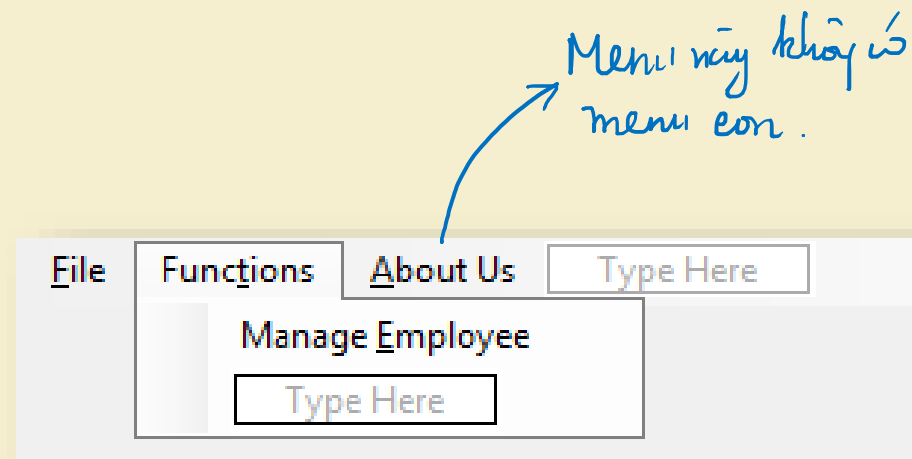 Menu này không có
menu con.
File Functions About Us Type Here
Manage Employee
Type Here